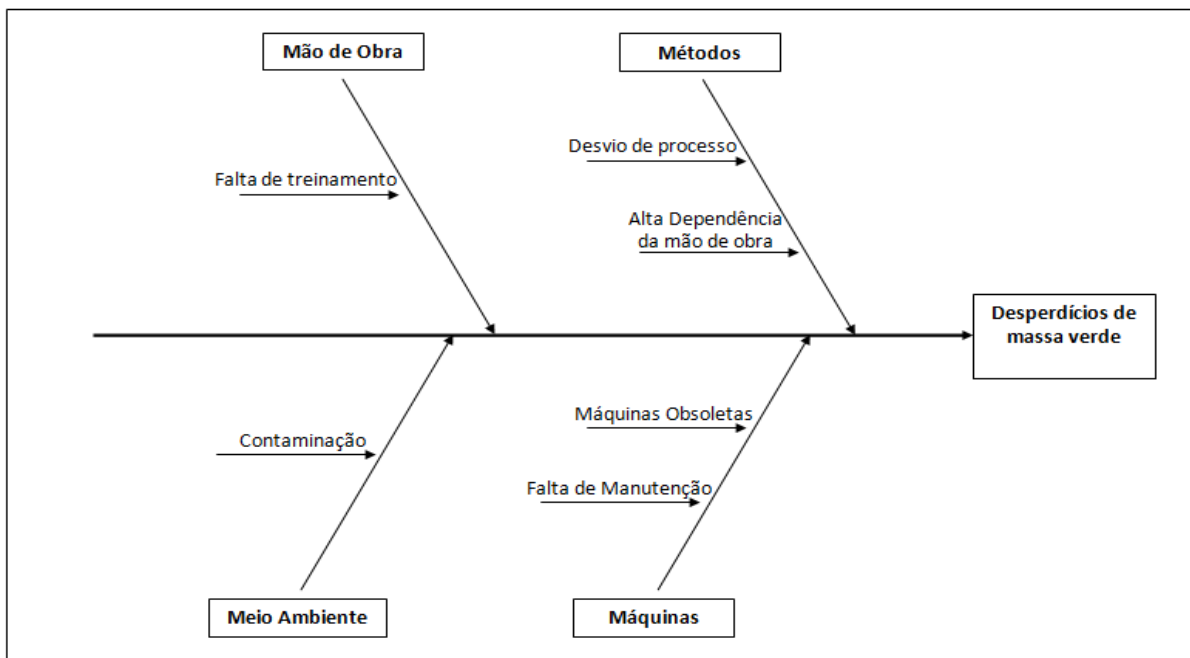 Mão de Obra
Métodos
Desvio de processo
Falta de treinamento
Alta Dependência
da mão de obra
Desperdícios de
massa verde
Máquinas Obsoletas
Contaminação
Falta de Manutenção
Meio Ambiente
Máquinas